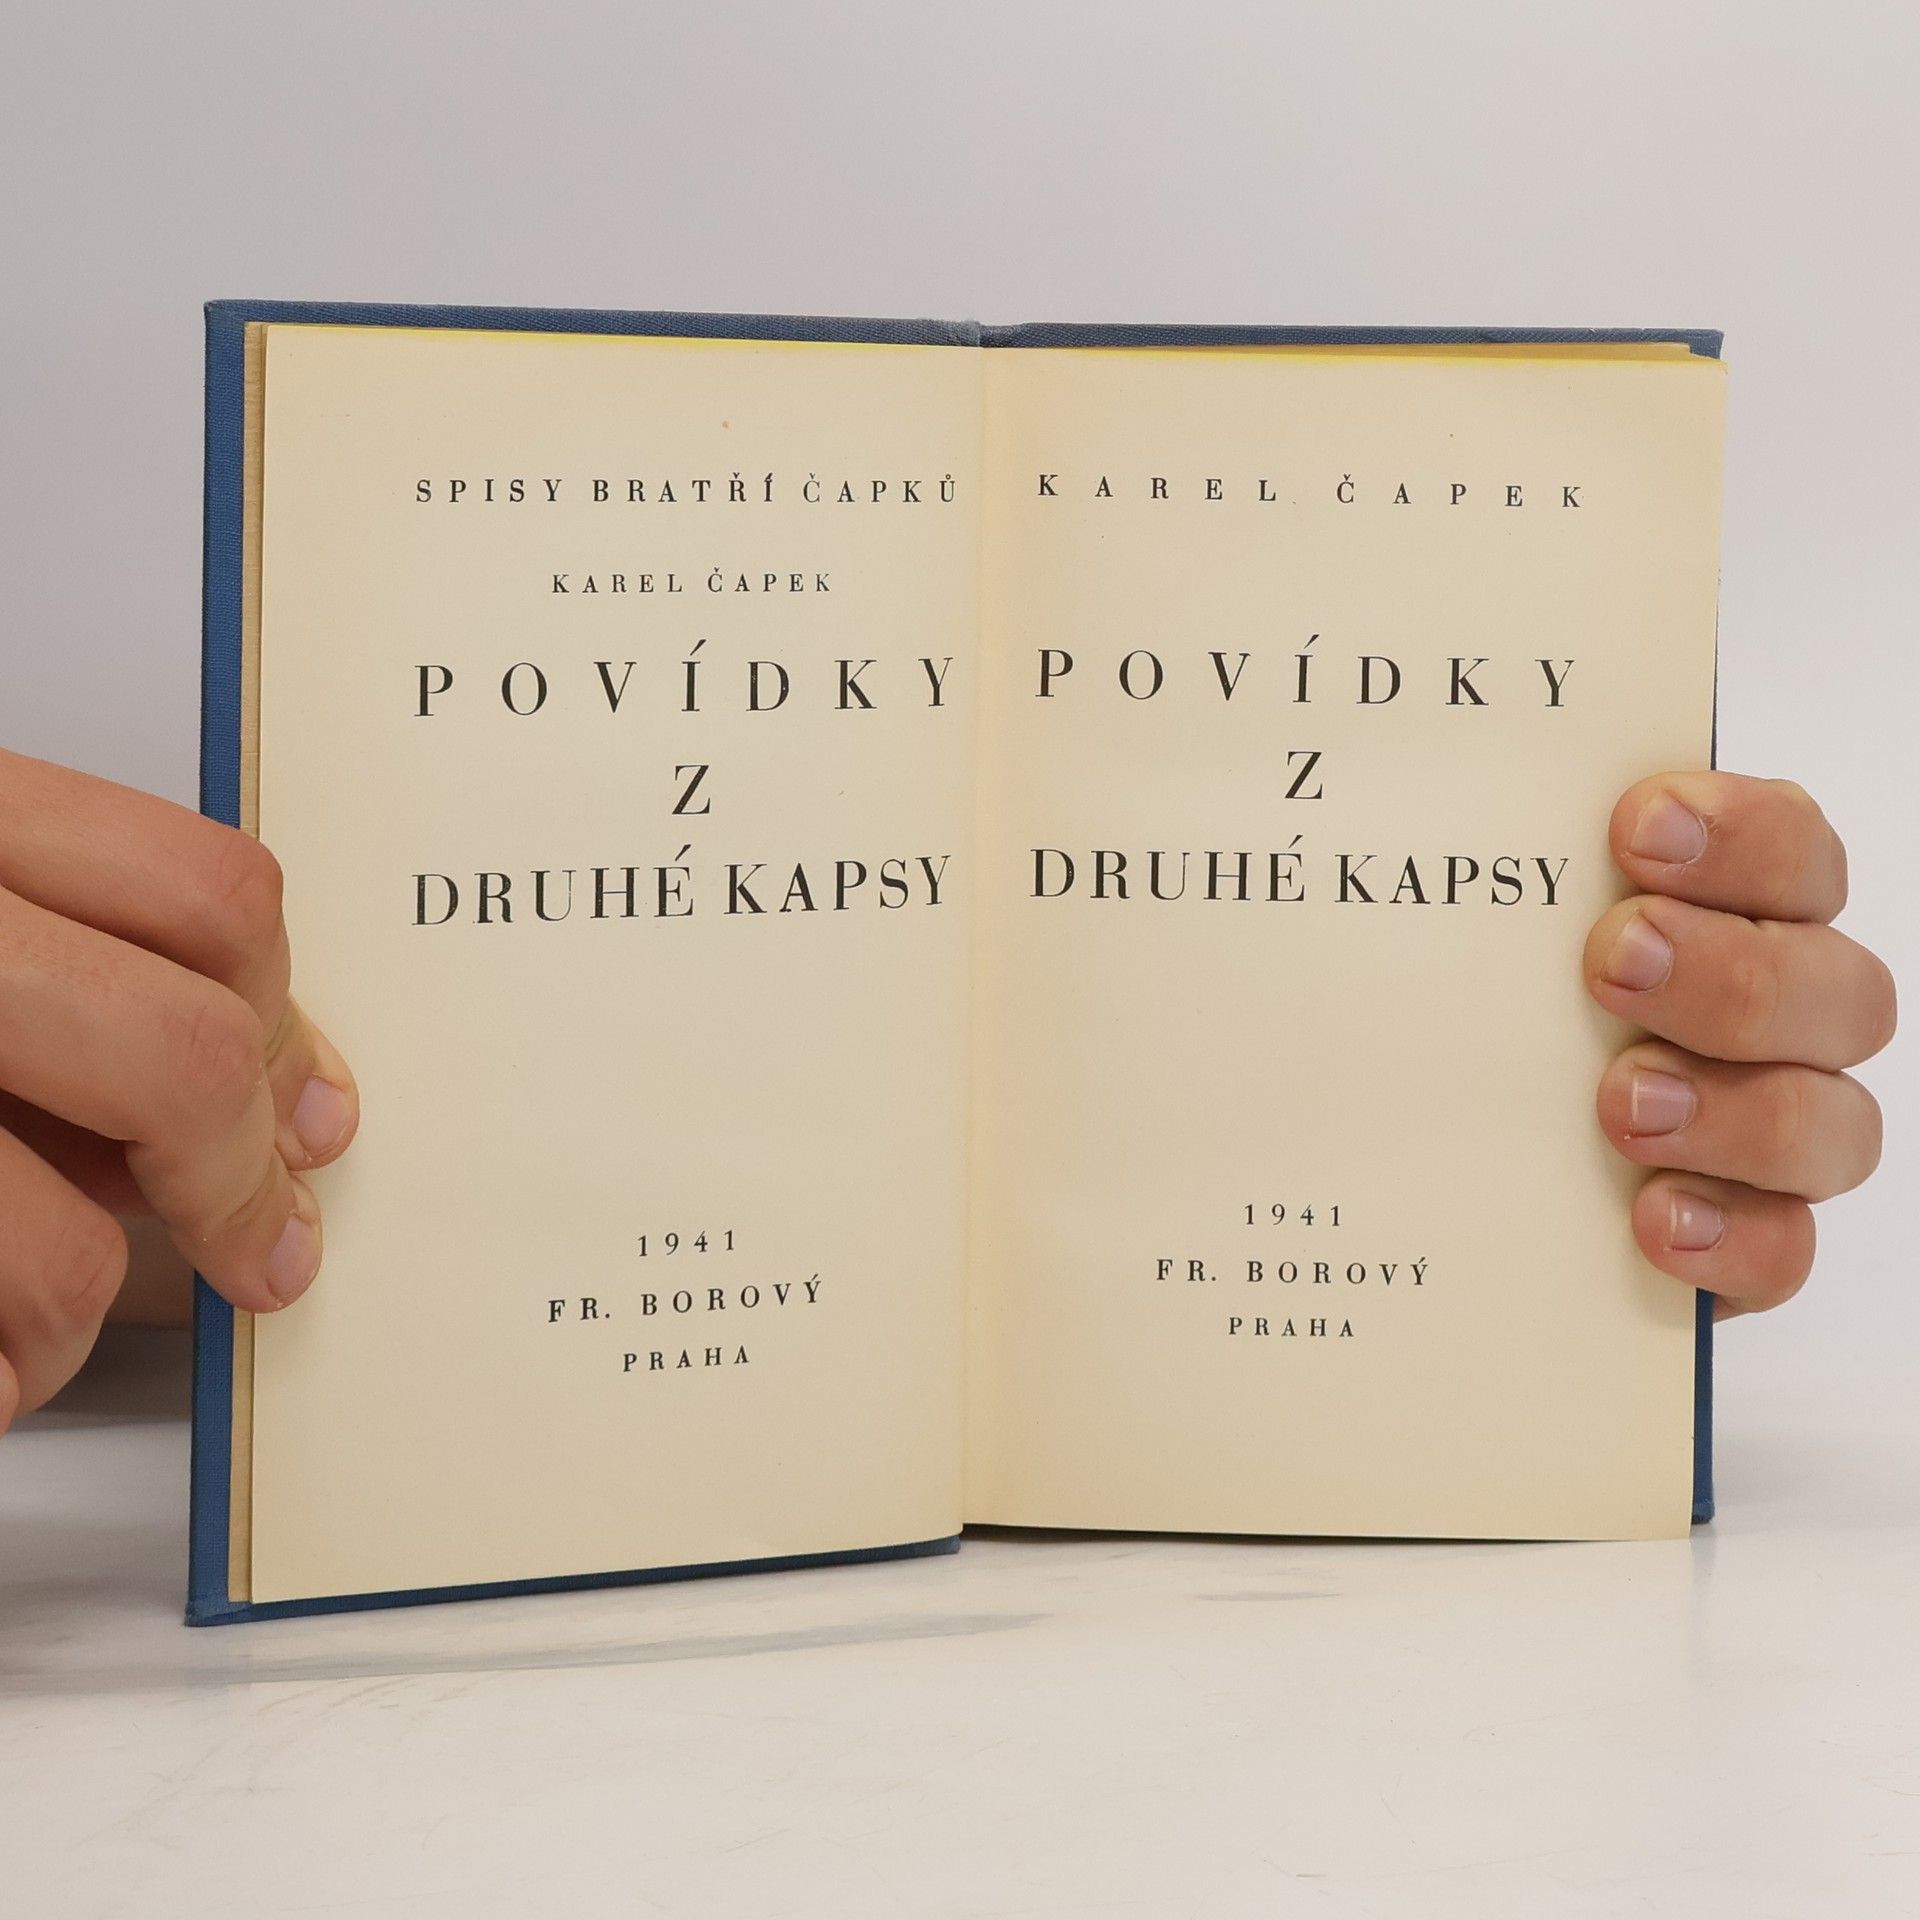 SPISY BRATŘÍ ČAPKŮ
KAREL ČAPEK
POVÍDKY
Z
DRUHÉ KAPSY
1941
FR. BOROVÝ
PRAHA
KAREL ČAPEK
POVÍDKY
Z
DRUHÉ KAPSY
1941
FR. BOROVÝ
PRAHA